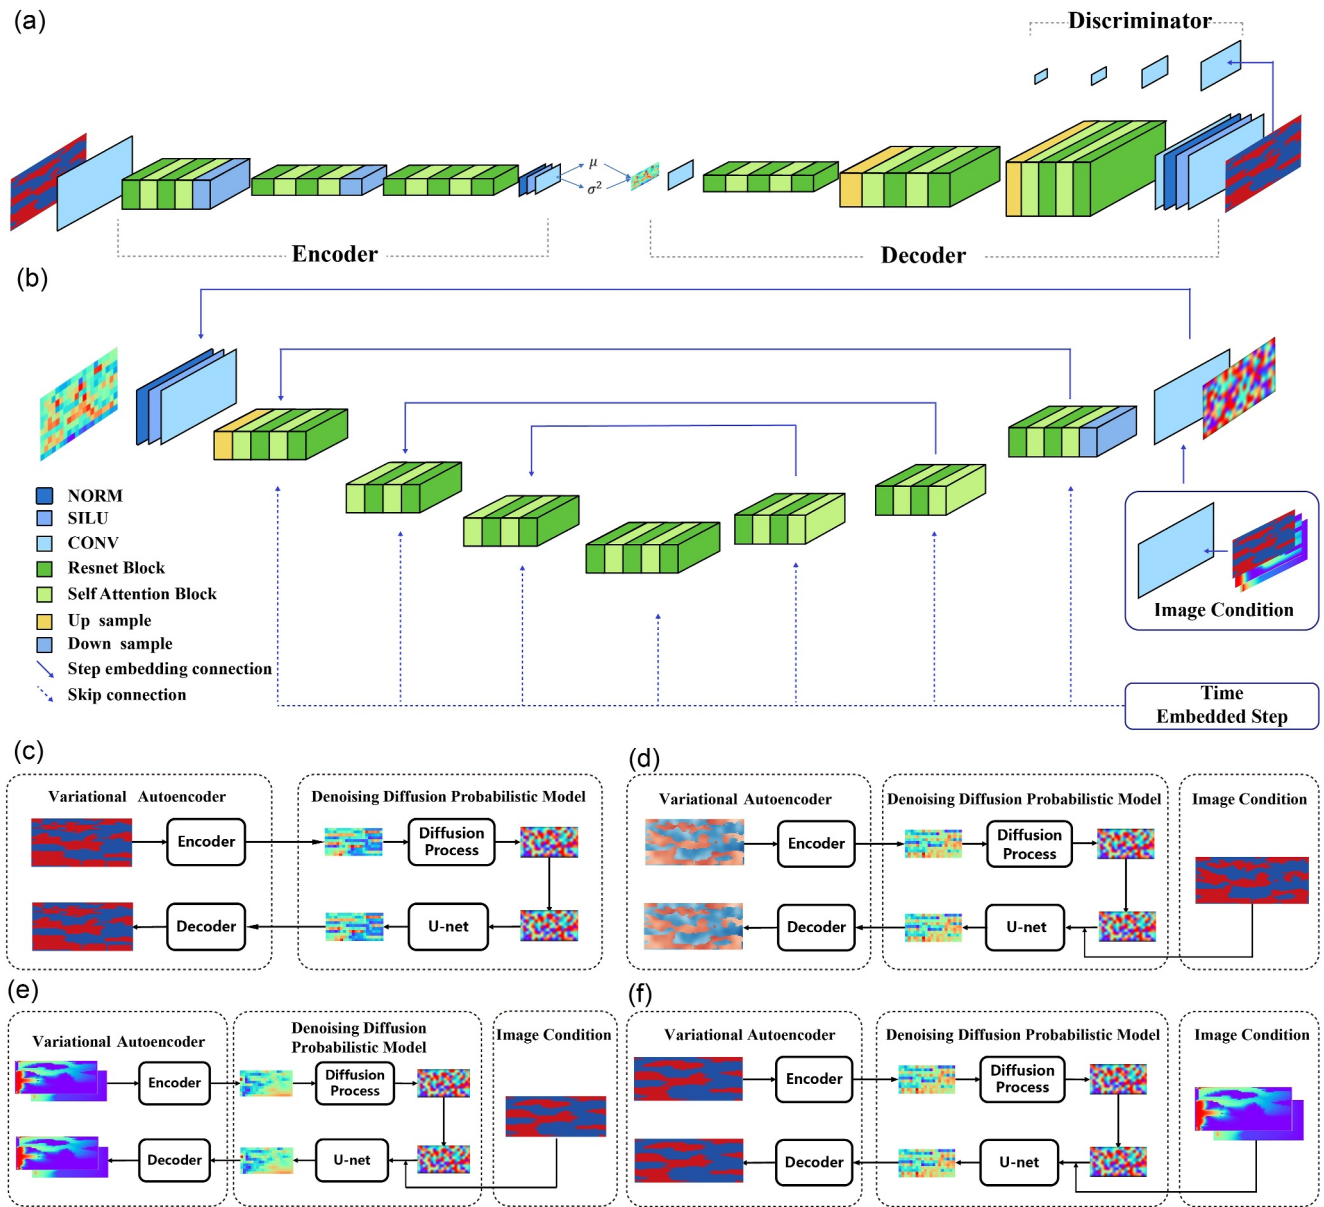 (a)
Discriminator
μ
σ²
Encoder
Decoder
(b)
NORM
SILU
CONV
Resnet Block
Self Attention Block
Up sample
Down sample
Step embedding connection
Skip connection
Image Condition
Time
Embedded Step
(c)
Variational Autoencoder
Denoising Diffusion Probabilistic Model
Encoder
Diffusion
Process
Decoder
U-net
(d)
Variational Autoencoder
Denoising Diffusion Probabilistic Model
Image Condition
Encoder
Diffusion
Process
Decoder
U-net
(e)
Variational Autoencoder
Denoising Diffusion
Probabilistic Model
Image Condition
Encoder
Diffusion
Process
Decoder
U-net
(f)
Variational Autoencoder
Denoising Diffusion Probabilistic Model
Image Condition
Encoder
Diffusion
Process
Decoder
U-net